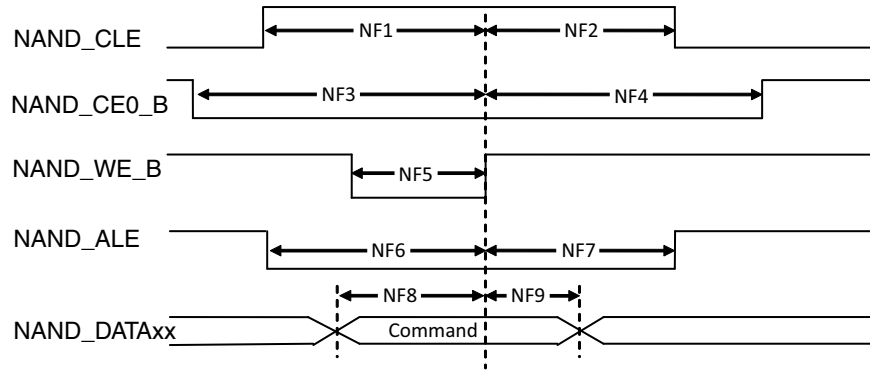 NAND_CLE NF1 NF2
NAND_CE0_B NF3 NF4
NAND_WE_B NF5
NAND_ALE NF6 NF7
NF8 NF9
NAND_DATAxx Command